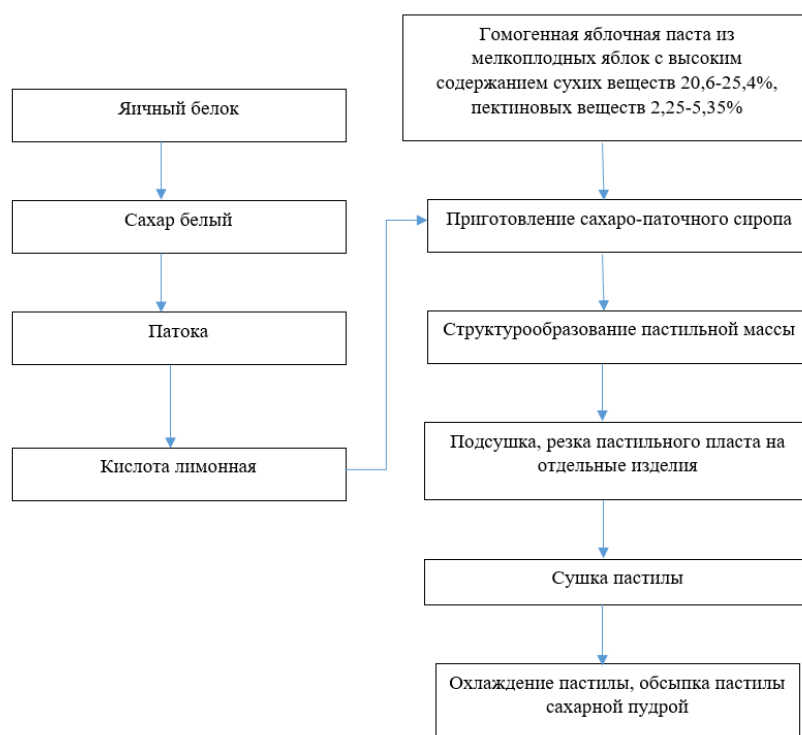 Яичный белок
Сахар белый
Патока
Кислота лимонная
Гомогенная яблочная паста из
мелкоплодных яблок с высоким
содержанием сухих веществ 20,6-25,4%,
пектиновых веществ 2,25-5,35%
Приготовление сахаро-паточного сиропа
Структурообразование пастильной массы
Подсушка, резка пастильного пласта на
отдельные изделия
Сушка пастилы
Охлаждение пастилы, обсыпка пастилы
сахарной пудрой